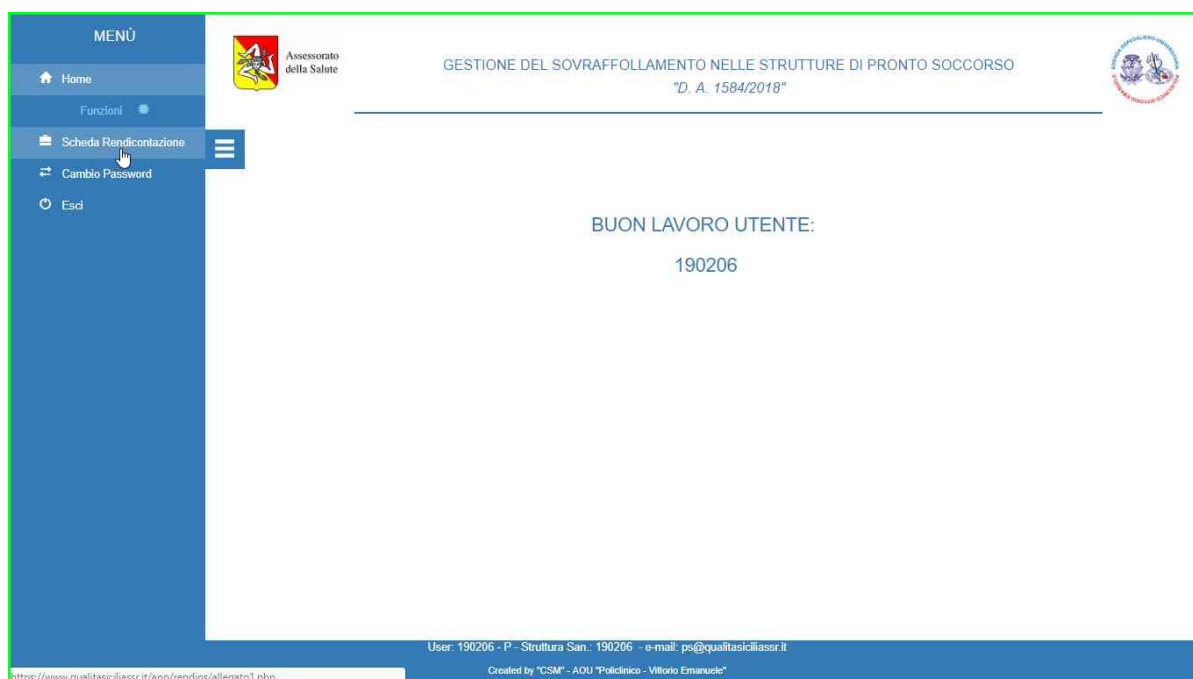 MENÙ
Home
Funzioni
Scheda Rendicontazione
Cambio Password
Esci
Assessorato
della Salute
GESTIONE DEL SOVRAFFOLLAMENTO NELLE STRUTTURE DI PRONTO SOCCORSO
"D. A. 1584/2018"
BUON LAVORO UTENTE:
190206
User: 190206 - P - Struttura San.: 190206 - e-mail: ps@qualitasiciliassr.it
Created by "CSM" - AOU "Policlinico - Vittorio Emanuele"
https://www.qualitasiciliassr.it/app/rendips/allegato1.php